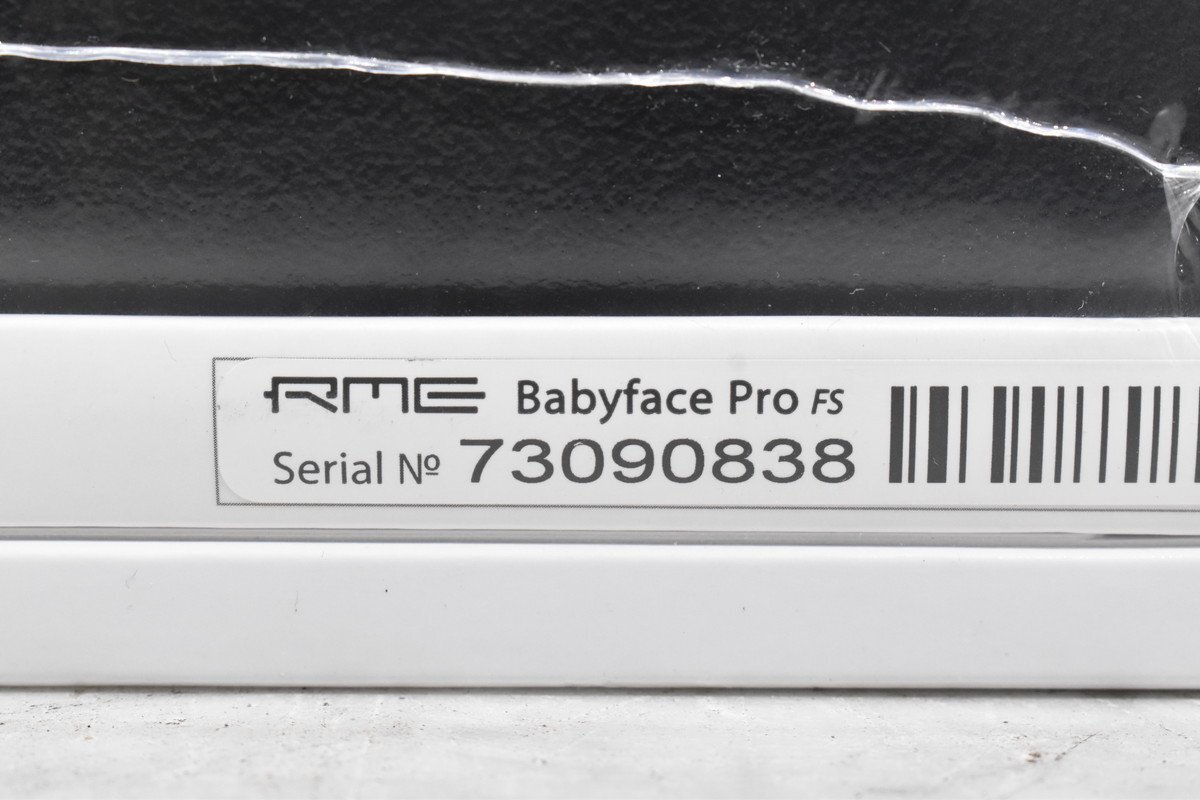 RME Babyface Pro FS
Serial Nº 73090838